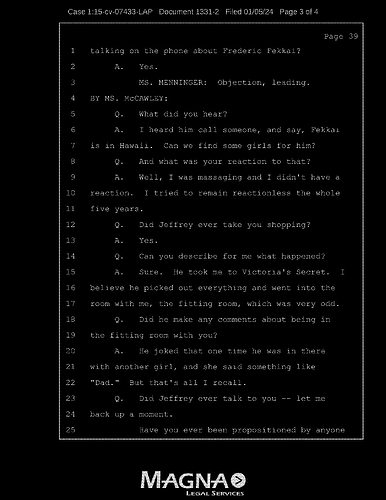 Case 1:15-cv-07433-LAP Document 1331-2 Filed 01/05/24 Page 3 of 4
Page 39
1 talking on the phone about Frederic Fekkai?
2 A. Yes.
3 MS. MENNINGER: Objection, leading.
4 BY MS. McCAWLEY:
5 Q. What did you hear?
6 A. I heard him call someone, and say, Fekkai
7 is in Hawaii. Can we find some girls for him?
8 Q. And what was your reaction to that?
9 A. Well, I was massaging and I didn't have a
10 reaction. I tried to remain reactionless the whole
11 five years.
12 Q. Did Jeffrey ever take you shopping?
13 A. Yes.
14 Q. Can you describe for me what happened?
15 A. Sure. He took me to Victoria's Secret. I
16 believe he picked out everything and went into the
17 room with me, the fitting room, which was very odd.
18 Q. Did he make any comments about being in
19 the fitting room with you?
20 A. He joked that one time he was in there
21 with another girl, and she said something like
22 "Dad." But that's all I recall.
23 Q. Did Jeffrey ever talk to you -- let me
24 back up a moment.
25 Have you ever been propositioned by anyone
MAGNA
LEGAL SERVICES